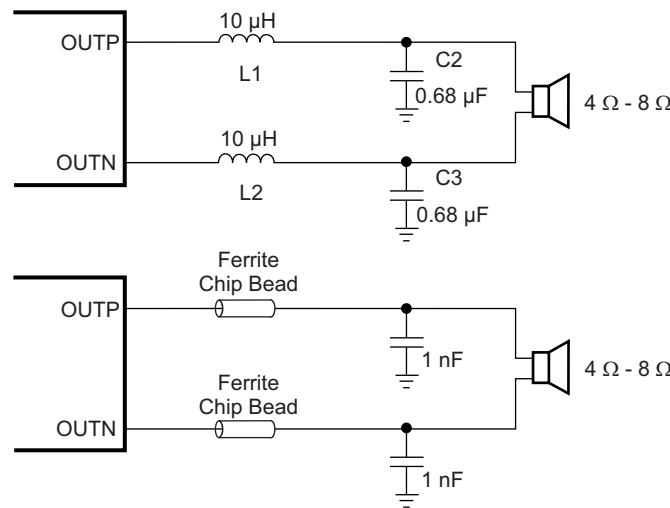 10 µH
OUTP
L1
C2
0.68 µF
4 Ω - 8 Ω
10 µH
OUTN
L2
C3
0.68 µF
Ferrite
Chip Bead
OUTP
1 nF
4 Ω - 8 Ω
Ferrite
Chip Bead
OUTN
1 nF